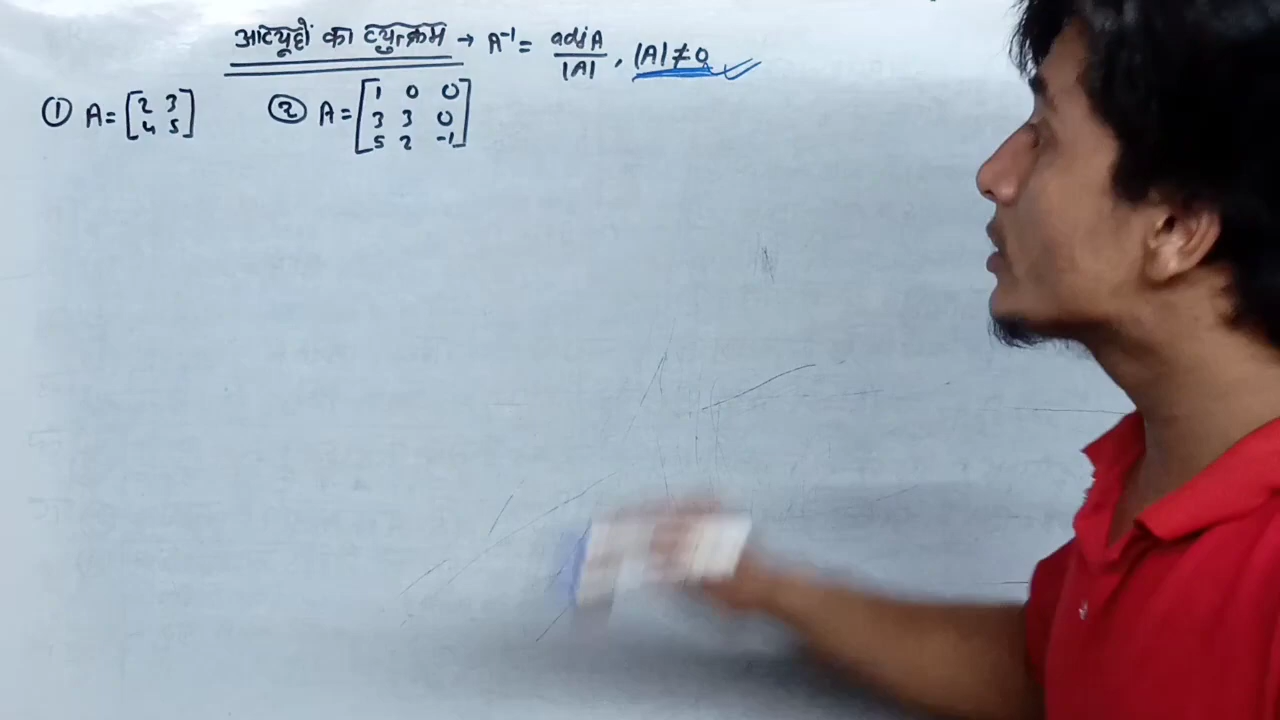 आव्यूहों का व्युत्क्रम → A⁻¹ = adjA / |A| , |A| ≠ 0
① A = [2 3; 4 5] ② A = [1 0 0; 3 3 0; 5 2 -1]